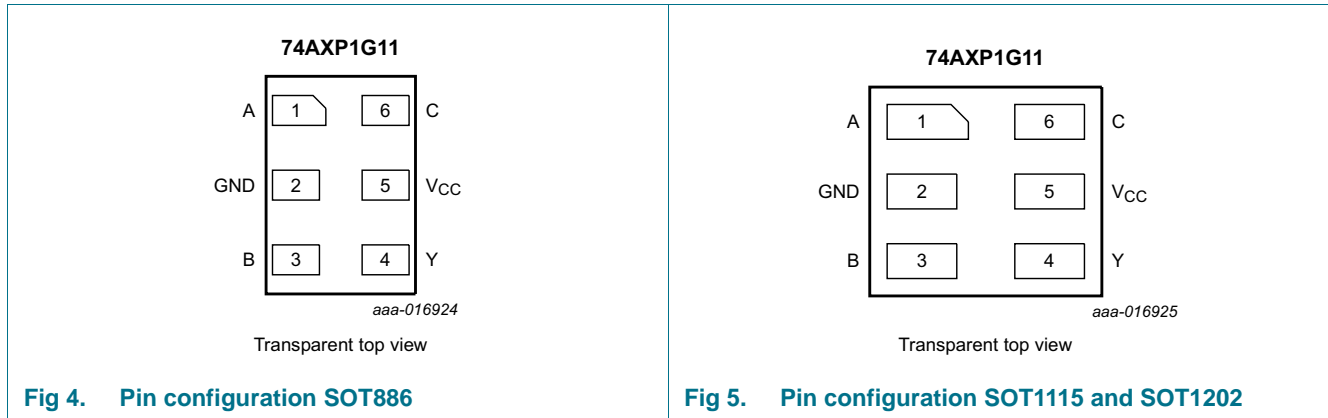 74AXP1G11
A 1 6 C
GND 2 5 VCC
B 3 4 Y
aaa-016924
Transparent top view
Fig 4. Pin configuration SOT886
74AXP1G11
A 1 6 C
GND 2 5 VCC
B 3 4 Y
aaa-016925
Transparent top view
Fig 5. Pin configuration SOT1115 and SOT1202